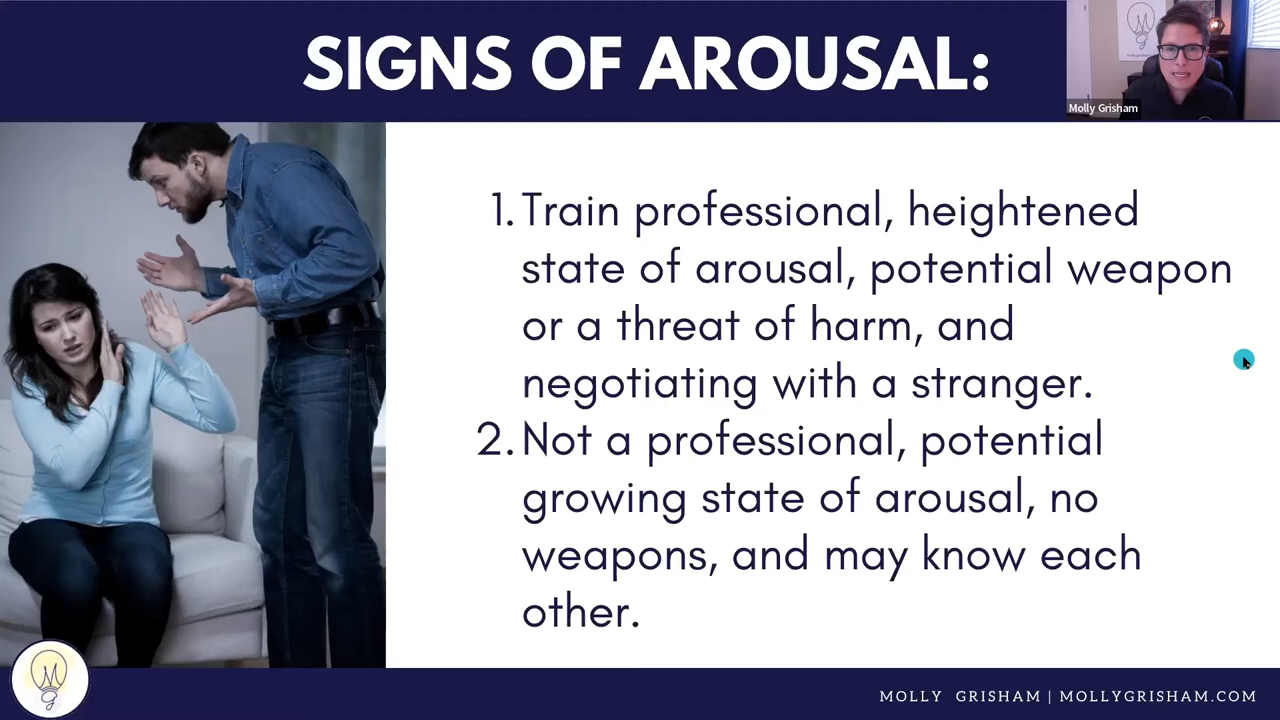 SIGNS OF AROUSAL:
Molly Grisham
1. Train professional, heightened
state of arousal, potential weapon
or a threat of harm, and
negotiating with a stranger.
2. Not a professional, potential
growing state of arousal, no
weapons, and may know each
other.
MOLLY GRISHAM | MOLLYGRISHAM.COM